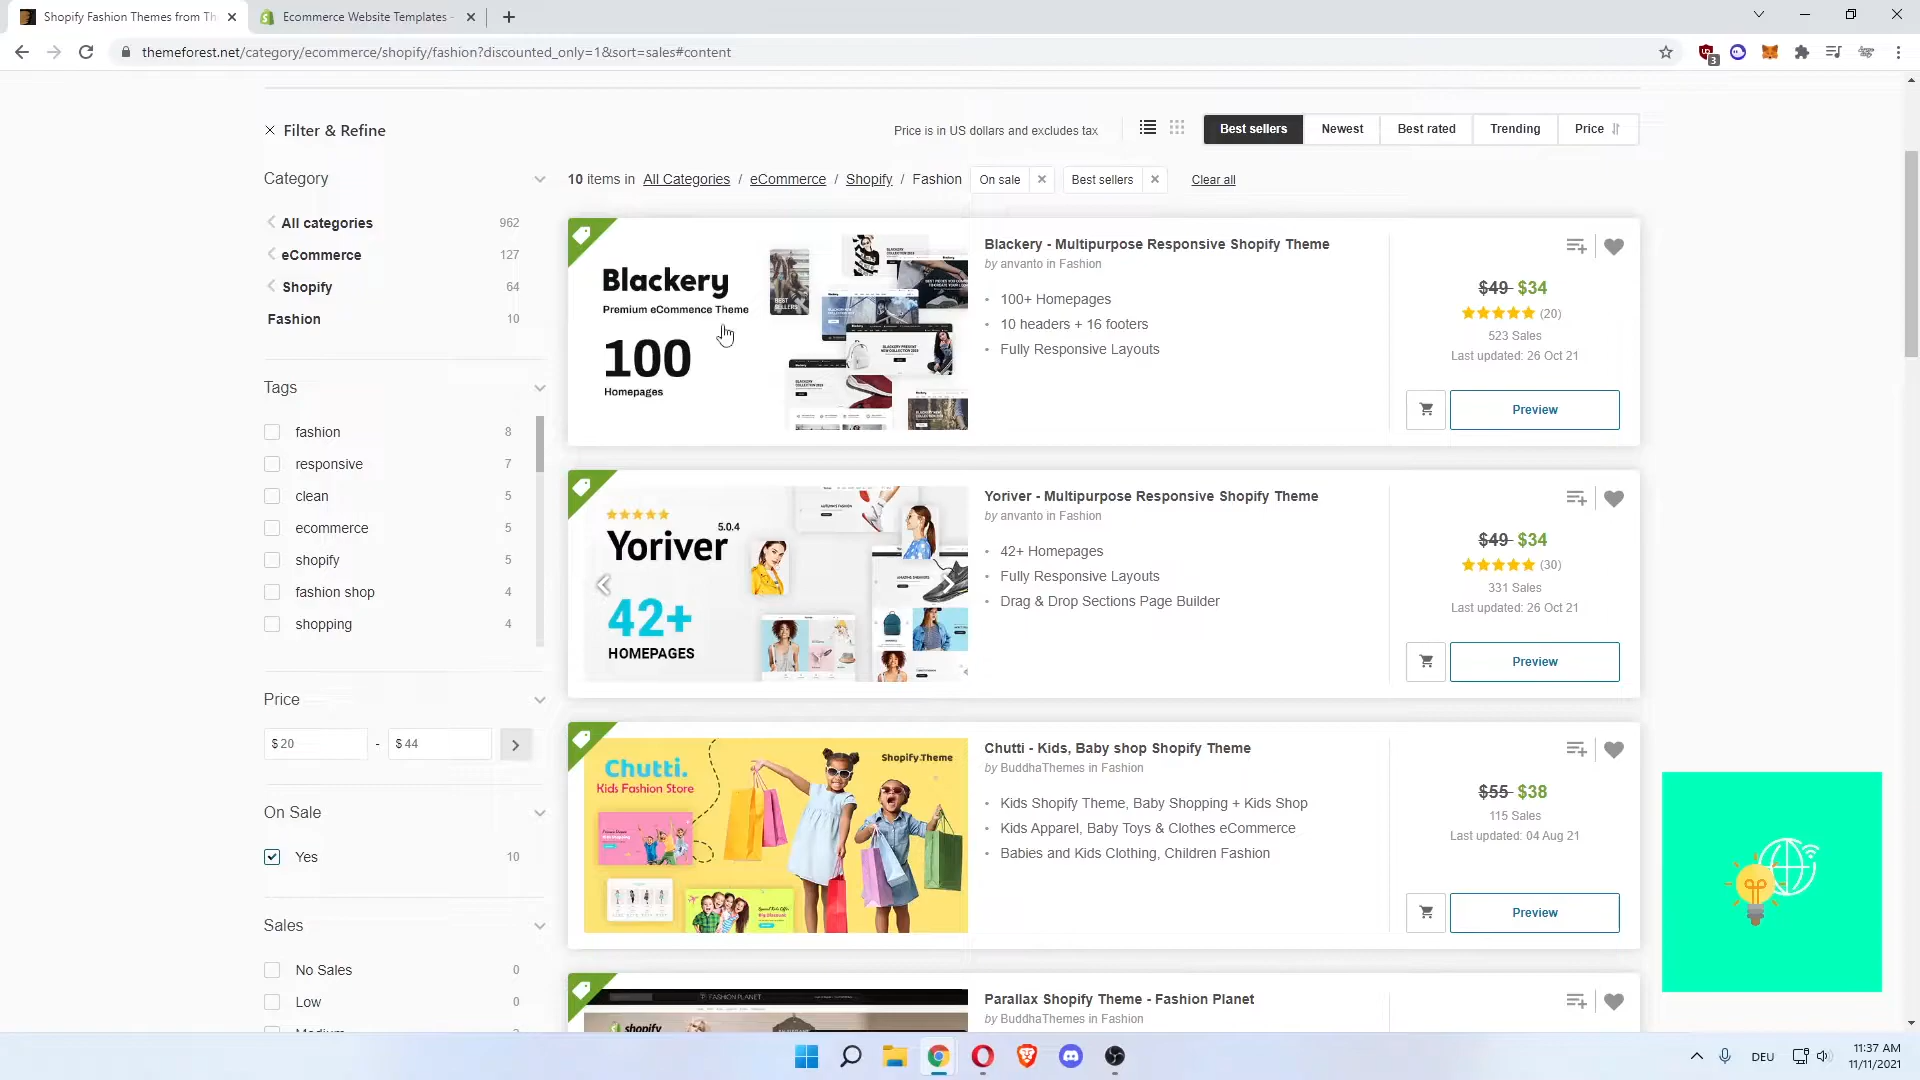 Shopify Fashion Themes from Th
Ecommerce Website Templates -
themeforest.net/category/ecommerce/shopify/fashion?discounted_only=1&sort=sales#content
3
Filter & Refine
Price is in US dollars and excludes tax
Best sellers
Newest
Best rated
Trending
Price
Category
10 items in All Categories / eCommerce / Shopify / Fashion
On sale
Best sellers
Clear all
All categories 962
eCommerce 127
Shopify 64
Fashion 10
Tags
fashion 8
responsive 7
clean 5
ecommerce 5
shopify 5
fashion shop 4
shopping 4
Price
$ 20 - $ 44
On Sale
Yes 10
Sales
No Sales 0
Low 0
Blackery
Premium eCommerce Theme
100
Homepages
Blackery - Multipurpose Responsive Shopify Theme
by anvanto in Fashion
• 100+ Homepages
• 10 headers + 16 footers
• Fully Responsive Layouts
$49 $34
(20)
523 Sales
Last updated: 26 Oct 21
Preview
5.0.4
Yoriver
42+
HOMEPAGES
Yoriver - Multipurpose Responsive Shopify Theme
by anvanto in Fashion
• 42+ Homepages
• Fully Responsive Layouts
• Drag & Drop Sections Page Builder
$49 $34
(30)
331 Sales
Last updated: 26 Oct 21
Preview
Chutti.
Kids Fashion Store
Shopify Theme
Chutti - Kids, Baby shop Shopify Theme
by BuddhaThemes in Fashion
• Kids Shopify Theme, Baby Shopping + Kids Shop
• Kids Apparel, Baby Toys & Clothes eCommerce
• Babies and Kids Clothing, Children Fashion
$55 $38
115 Sales
Last updated: 04 Aug 21
Preview
FASHION PLANET
shopify
Parallax Shopify Theme - Fashion Planet
by BuddhaThemes in Fashion
DEU
11:37 AM
11/11/2021